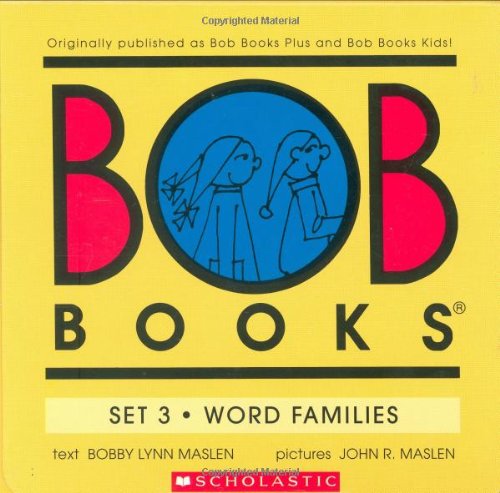 Copyrighted Material
Originally published as Bob Books Plus and Bob Books Kids!
BOB
BOOKS®
SET 3 • WORD FAMILIES
text BOBBY LYNN MASLEN pictures JOHN R. MASLEN
Copyrighted Material
SCHOLASTIC